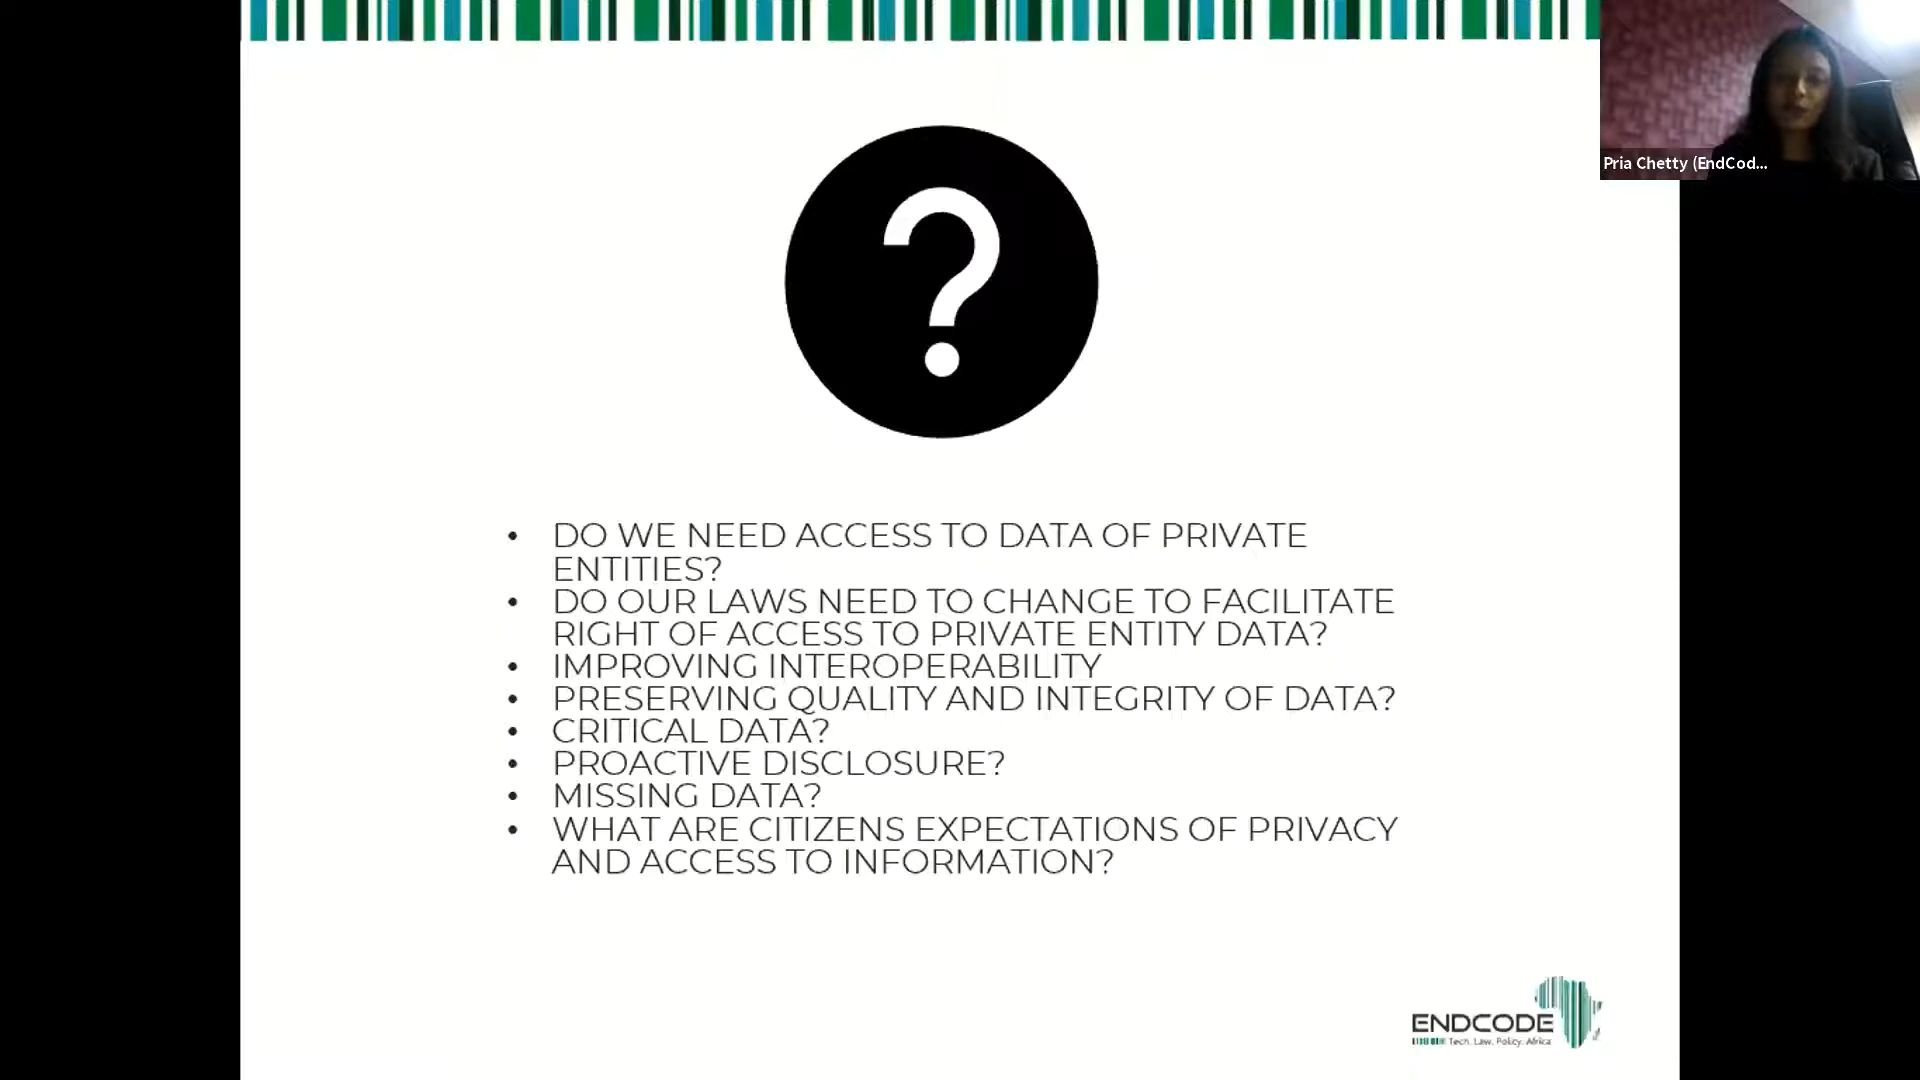 Pria Chetty (EndCod...
?
• DO WE NEED ACCESS TO DATA OF PRIVATE
ENTITIES?
• DO OUR LAWS NEED TO CHANGE TO FACILITATE
RIGHT OF ACCESS TO PRIVATE ENTITY DATA?
• IMPROVING INTEROPERABILITY
• PRESERVING QUALITY AND INTEGRITY OF DATA?
• CRITICAL DATA?
• PROACTIVE DISCLOSURE?
• MISSING DATA?
• WHAT ARE CITIZENS EXPECTATIONS OF PRIVACY
AND ACCESS TO INFORMATION?
ENDCODE
Tech. Law. Policy. Africa